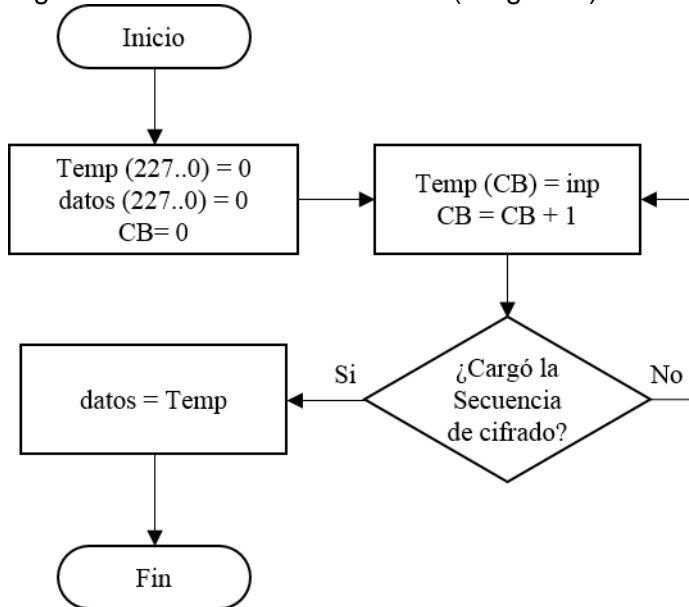 Inicio
Temp (227..0) = 0
datos (227..0) = 0
CB= 0
Temp (CB) = inp
CB = CB + 1
¿Cargó la
Secuencia
de cifrado?
Si
No
datos = Temp
Fin